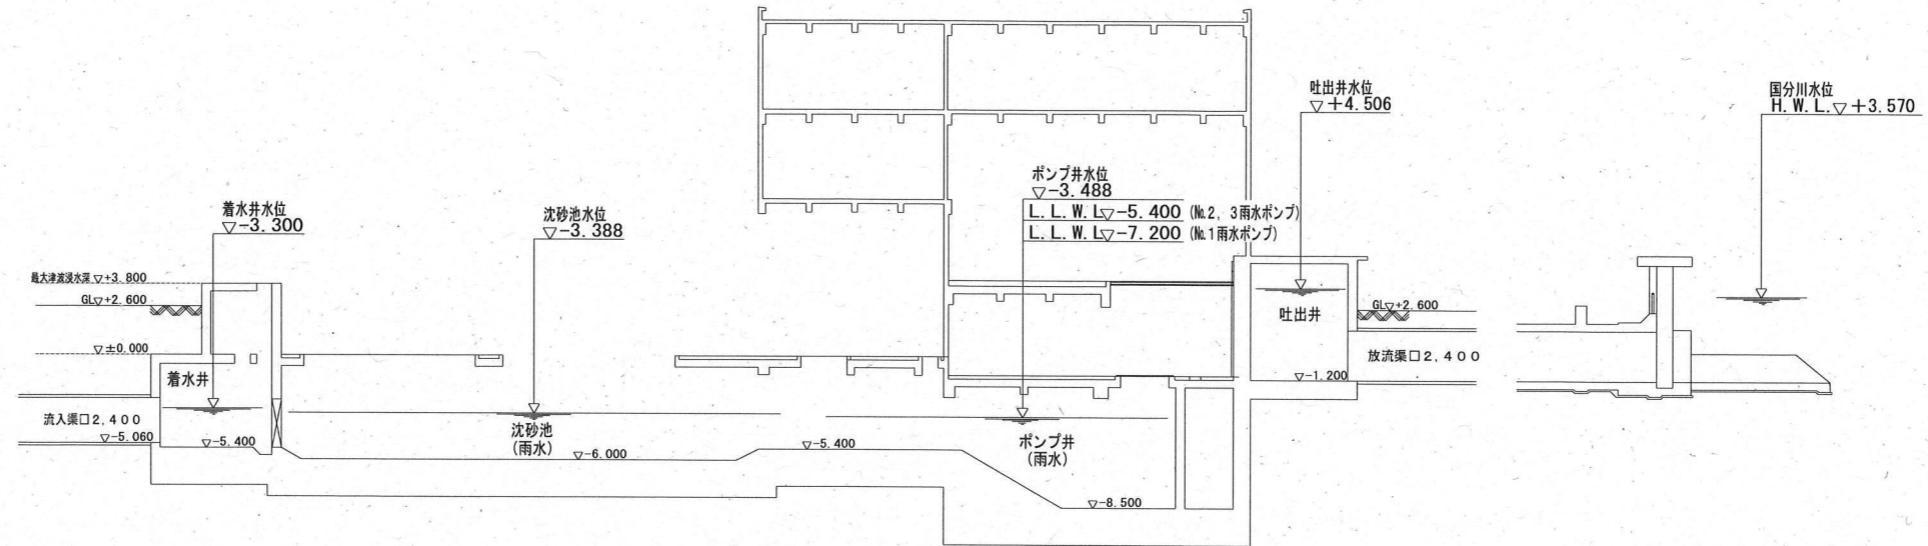 吐出井水位
▽+4.506
国分川水位
H.W.L.▽+3.570
ポンプ井水位
▽-3.488
L.L.W.L▽-5.400 (№2, 3雨水ポンプ)
L.L.W.L▽-7.200 (№1雨水ポンプ)
着水井水位
▽-3.300
沈砂池水位
▽-3.388
最大津波浸水深▽+3.800
GL▽+2.600
▽±0.000
吐出井
GL▽+2.600
放流渠口2,400
▽-1.200
着水井
流入渠口2,400
▽-5.060
▽-5.400
沈砂池
(雨水)
▽-6.000
▽-5.400
ポンプ井
(雨水)
▽-8.500